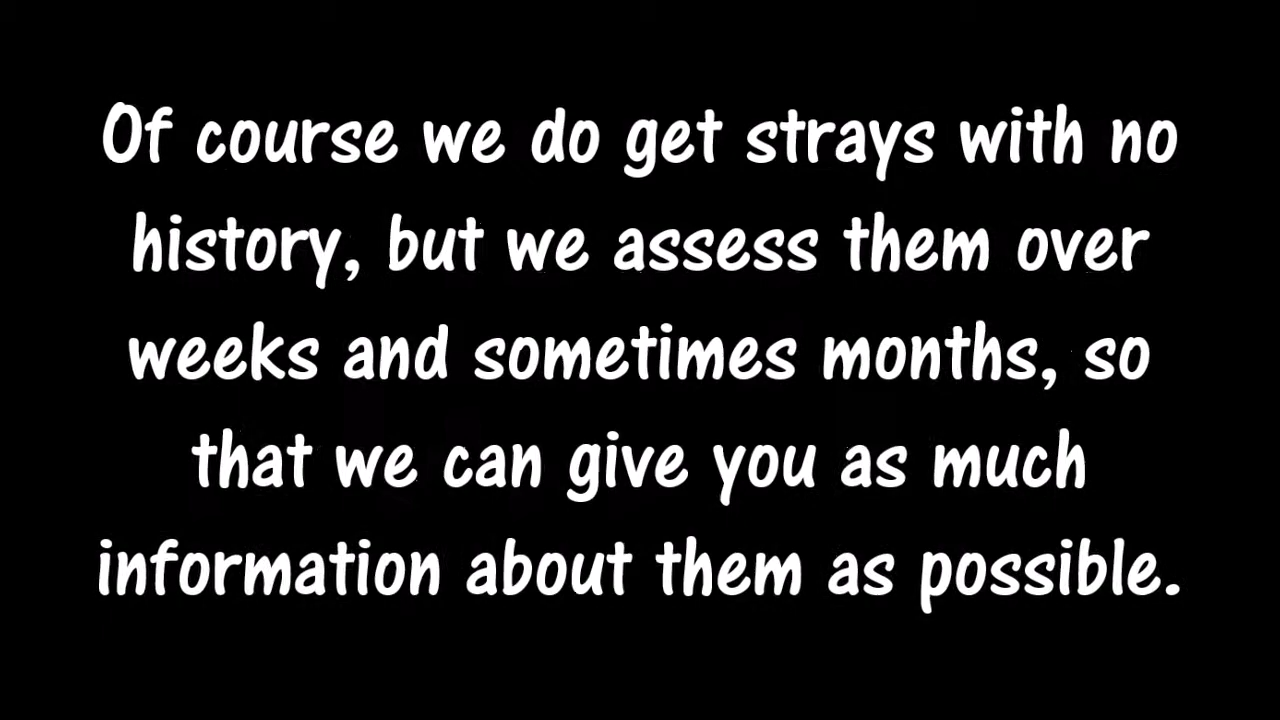 Of course we do get strays with no
history, but we assess them over
weeks and sometimes months, so
that we can give you as much
information about them as possible.